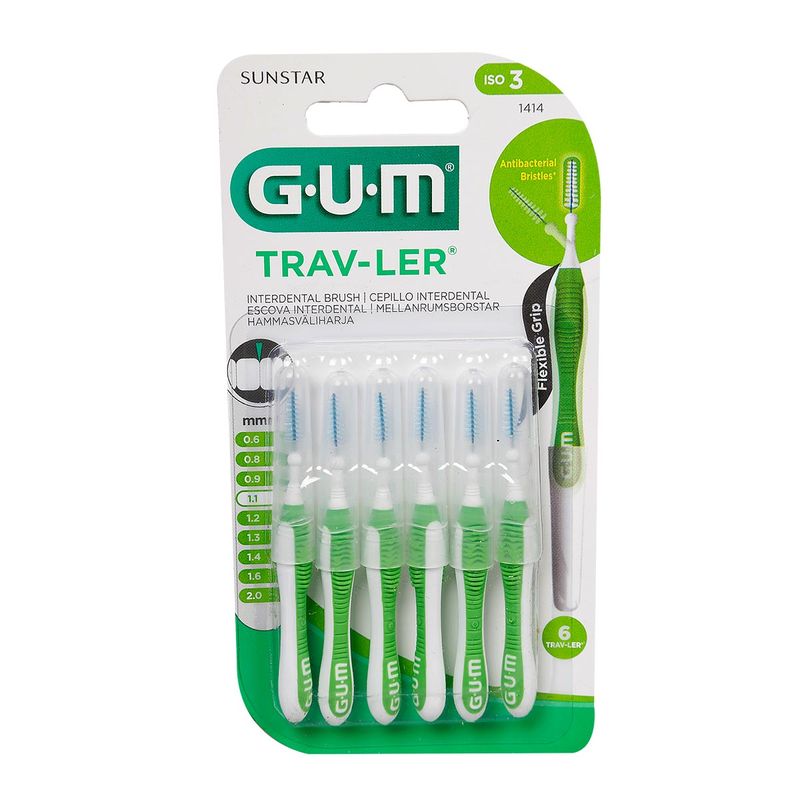 SUNSTAR
ISO 3
1414
G·U·M®
Antibacterial
Bristles*
TRAV-LER®
INTERDENTAL BRUSH | CEPILLO INTERDENTAL
ESCOVA INTERDENTAL | MELLANRUMSBORSTAR
HAMMASVÄLIHARJA
Flexible Grip
mm
0.6
0.8
0.9
1.1
1.2
1.3
1.4
1.6
2.0
G·U·M
6
TRAV-LER®
G·U·M
G·U·M
G·U·M
G·U·M
G·U·M
G·U·M